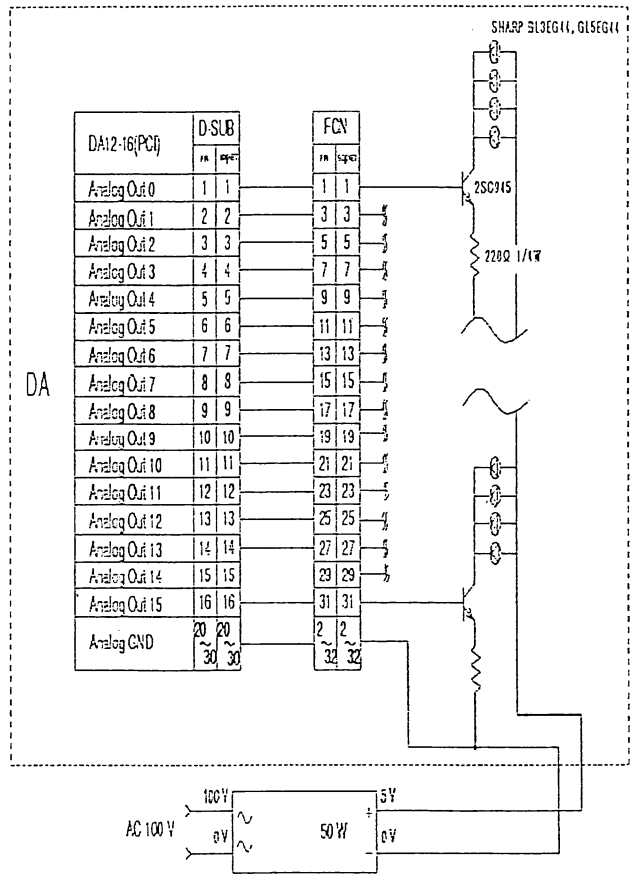 SHARP GL3EG44, GL5EG44
DA12-16(PCI)
D-SUB
FCN
Analog Out 0 1 1 1 1
2SC945
Analog Out 1 2 2 3 3
Analog Out 2 3 3 5 5
220Ω 1/4W
Analog Out 3 4 4 7 7
Analog Out 4 5 5 9 9
Analog Out 5 6 6 11 11
Analog Out 6 7 7 13 13
Analog Out 7 8 8 15 15
DA
Analog Out 8 9 9 17 17
Analog Out 9 10 10 19 19
Analog Out 10 11 11 21 21
Analog Out 11 12 12 23 23
Analog Out 12 13 13 25 25
Analog Out 13 14 14 27 27
Analog Out 14 15 15 29 29
Analog Out 15 16 16 31 31
Analog GND 20~30 20~30 2~32 2~32
100V
5V
AC 100 V
50W
0V
0V